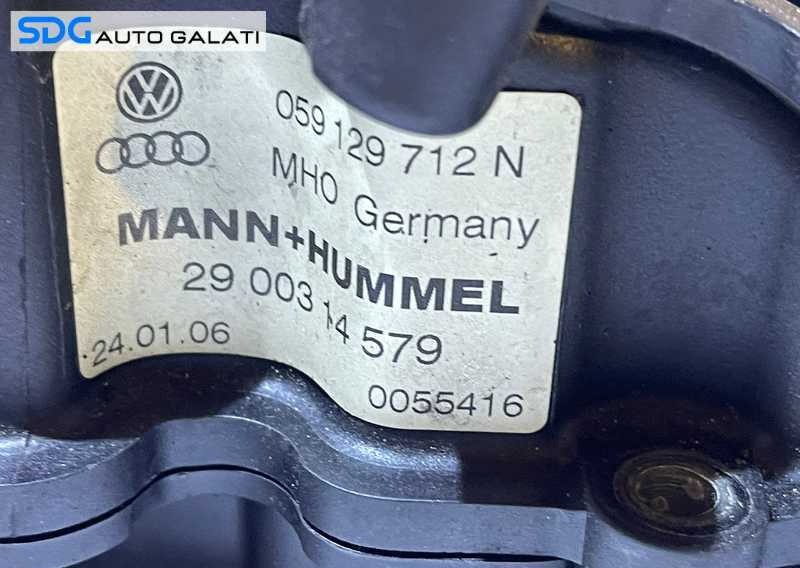 SDG AUTO GALATI
059 129 712 N
MHO Germany
MANN+HUMMEL
29 003 14 579
24.01.06
0055416